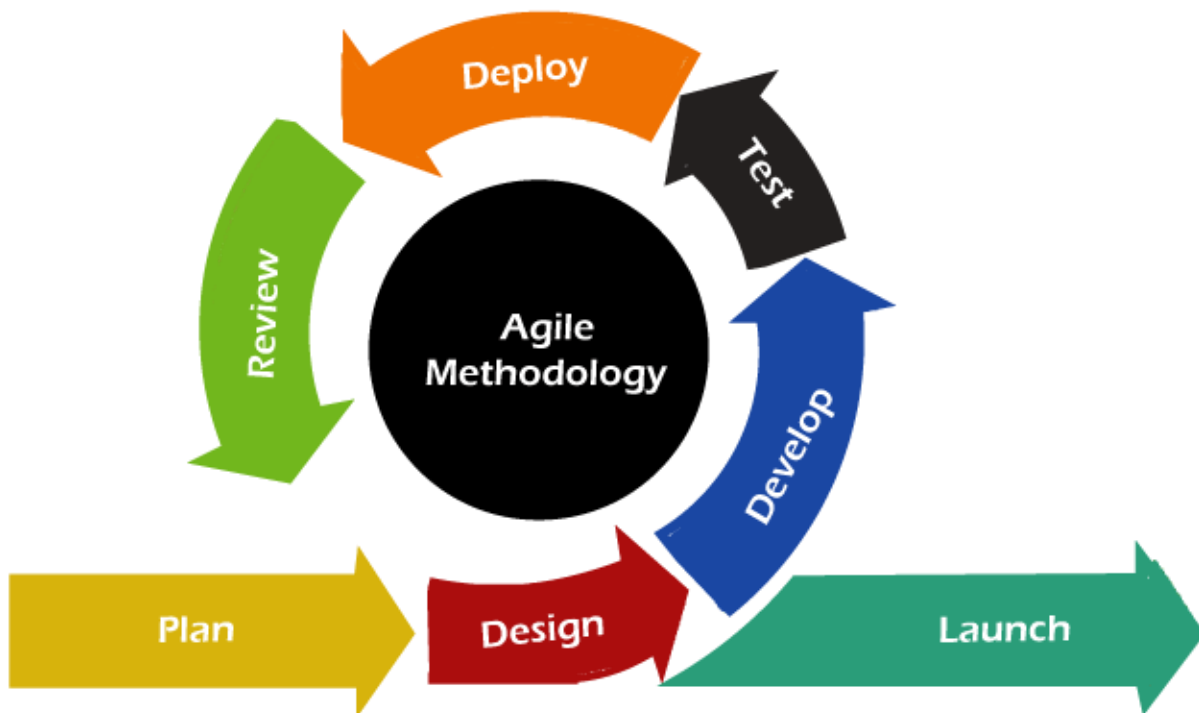 Deploy
Test
Review
Agile
Methodology
Develop
Plan
Design
Launch